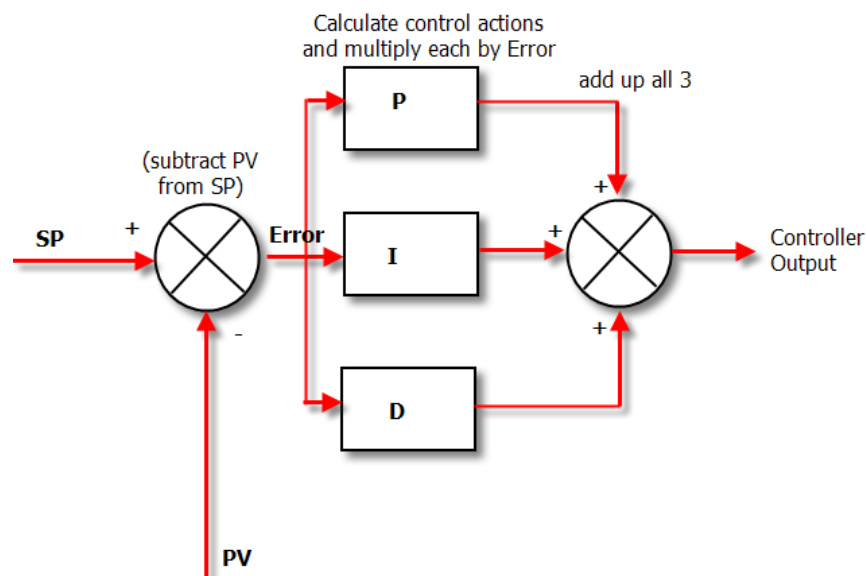 Calculate control actions
and multiply each by Error
P
add up all 3
(subtract PV
from SP)
+
+
SP
Error
+
I
Controller
Output
-
+
D
PV